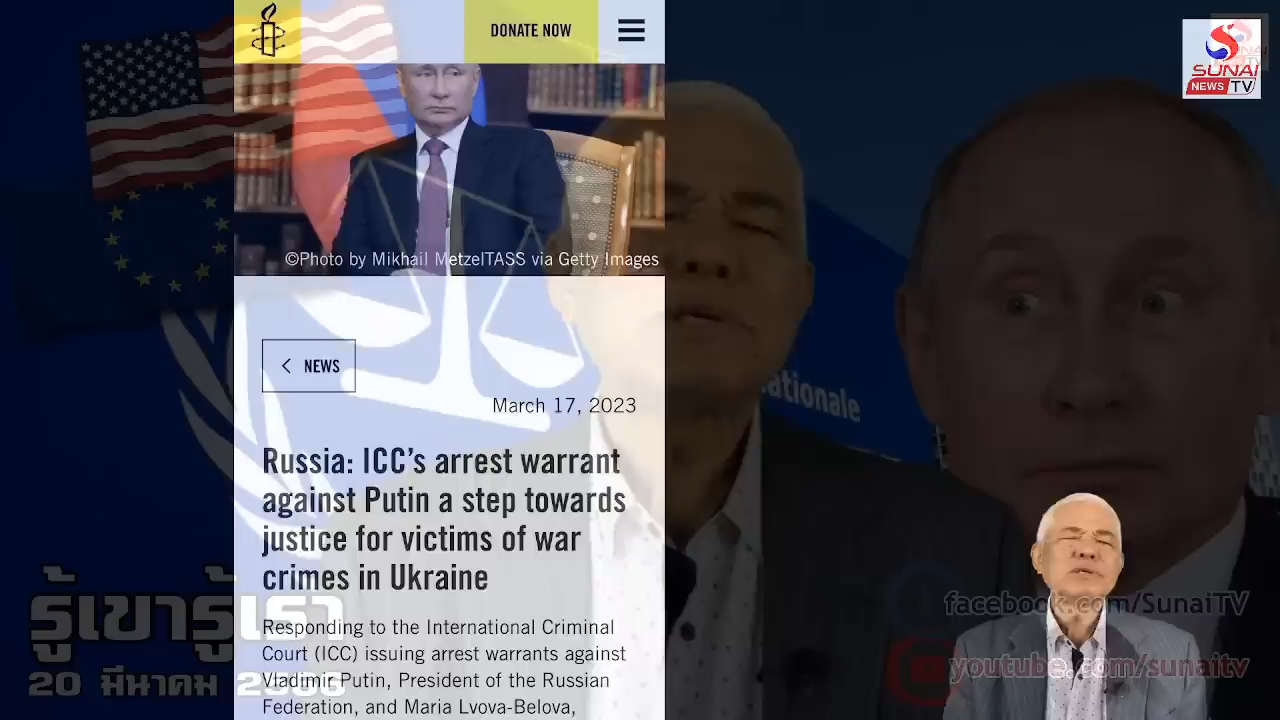 DONATE NOW
SUNAI
NEWS TV
©Photo by Mikhail MetzelTASS via Getty Images
NEWS
ationale
March 17, 2023
Russia: ICC's arrest warrant
against Putin a step towards
justice for victims of war
crimes in Ukraine
Responding to the International Criminal
Court (ICC) issuing arrest warrants against
Vladimir Putin, President of the Russian
Federation, and Maria Lvova-Belova,
รู้เขารู้เรา
20 มีนาคม 2566
facebook.com/SunaiTV
youtube.com/sunaitv